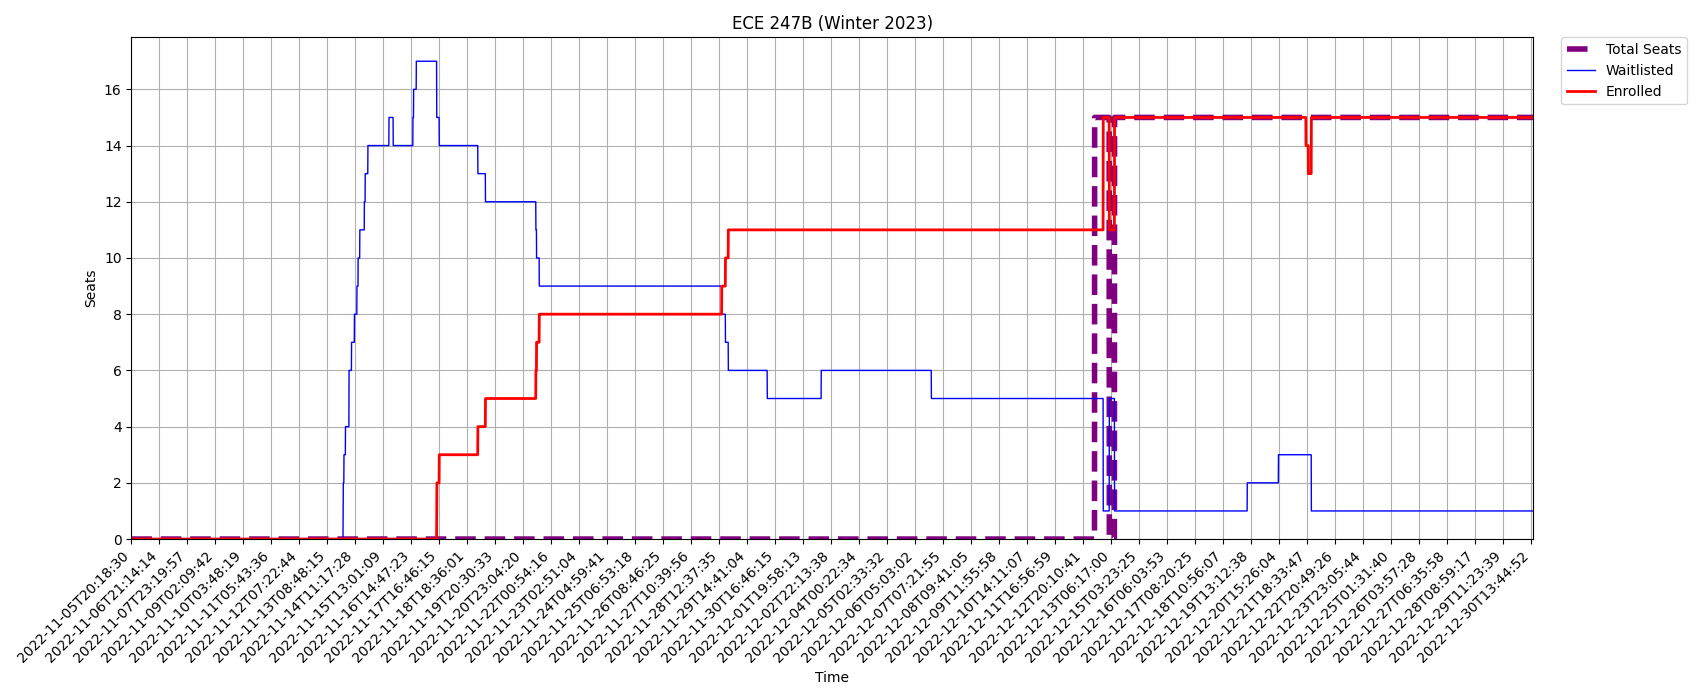 ECE 247B (Winter 2023)
Total Seats
Waitlisted
Enrolled
16
14
12
10
8
6
4
2
0
Seats
2022-11-05T20:18:30
2022-11-06T21:14:14
2022-11-07T23:19:57
2022-11-09T02:09:42
2022-11-10T03:48:19
2022-11-11T05:43:36
2022-11-12T07:22:44
2022-11-13T08:48:15
2022-11-14T11:17:28
2022-11-15T13:01:09
2022-11-16T14:47:23
2022-11-17T16:46:15
2022-11-18T18:36:01
2022-11-19T20:30:33
2022-11-20T23:04:20
2022-11-22T00:54:16
2022-11-23T02:51:04
2022-11-24T04:59:41
2022-11-25T06:53:18
2022-11-26T08:46:25
2022-11-27T10:39:56
2022-11-28T12:37:35
2022-11-29T14:41:04
2022-11-30T16:46:15
2022-12-01T19:58:13
2022-12-02T22:13:38
2022-12-04T00:22:34
2022-12-05T02:33:32
2022-12-06T05:03:02
2022-12-07T07:21:55
2022-12-08T09:41:05
2022-12-09T11:55:58
2022-12-10T14:11:07
2022-12-11T16:56:59
2022-12-12T20:10:41
2022-12-13T06:17:00
2022-12-15T03:23:25
2022-12-16T06:03:53
2022-12-17T08:20:25
2022-12-18T10:56:07
2022-12-19T13:12:38
2022-12-20T15:26:04
2022-12-21T18:33:47
2022-12-22T20:49:26
2022-12-23T23:05:44
2022-12-25T01:31:40
2022-12-26T03:57:28
2022-12-27T06:35:58
2022-12-28T08:59:17
2022-12-29T11:23:39
2022-12-30T13:44:52
Time